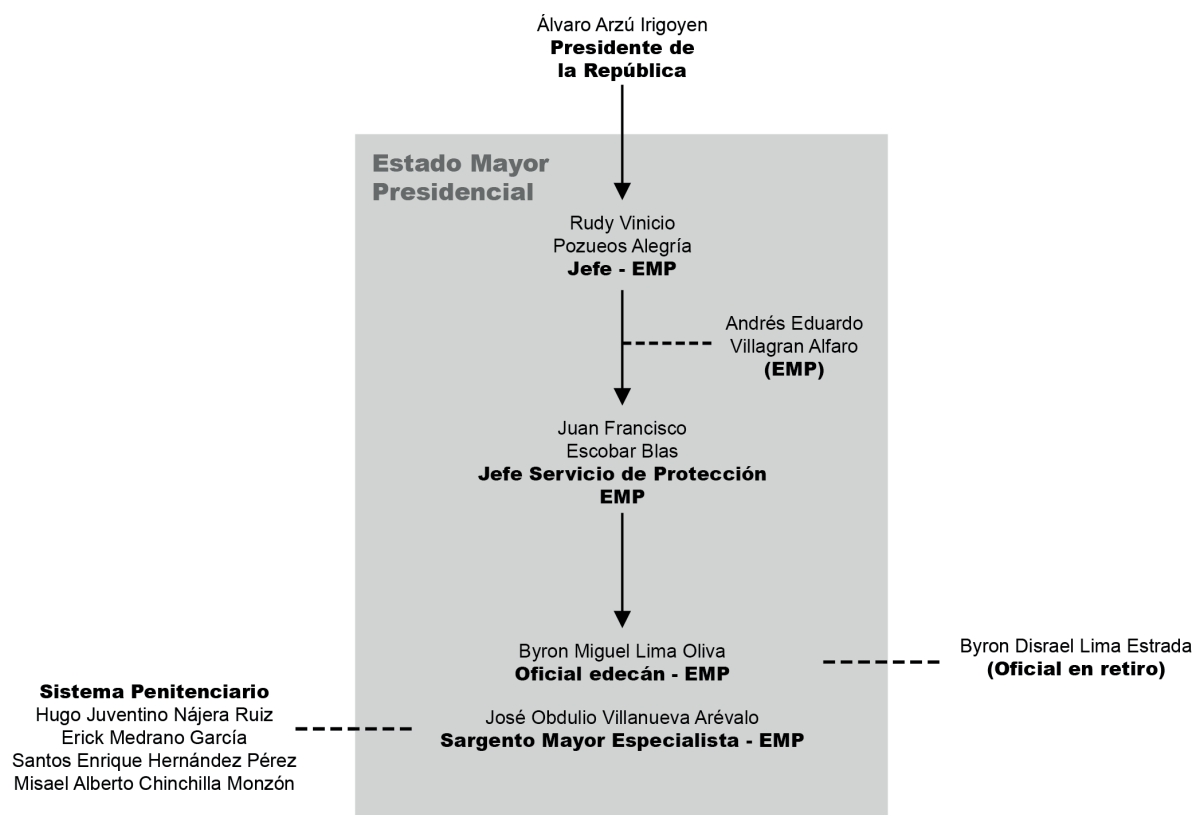 Álvaro Arzú Irigoyen
Presidente de
la República
Estado Mayor
Presidencial
Rudy Vinicio
Pozueos Alegría
Jefe - EMP
Andrés Eduardo
Villagran Alfaro
(EMP)
Juan Francisco
Escobar Blas
Jefe Servicio de Protección
EMP
Byron Miguel Lima Oliva
Oficial edecán - EMP
Byron Disrael Lima Estrada
(Oficial en retiro)
José Obdulio Villanueva Arévalo
Sargento Mayor Especialista - EMP
Sistema Penitenciario
Hugo Juventino Nájera Ruiz
Erick Medrano García
Santos Enrique Hernández Pérez
Misael Alberto Chinchilla Monzón